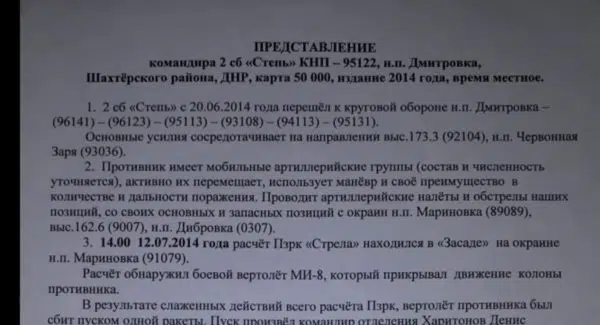 ПРЕДСТАВЛЕНИЕ
командира 2 сб «Степь» КНП – 95122, н.п. Дмитровка,
Шахтёрского района, ДНР, карта 50 000, издание 2014 года, время местное.
1. 2 сб «Степь» с 20.06.2014 года перешёл к круговой обороне н.п. Дмитровка –
(96141) – (96123) – (95113) – (93108) – (94113) – (95131).
Основные усилия сосредотачивает на направлении выс.173.3 (92104), н.п. Червонная
Заря (93036).
2. Противник имеет мобильные артиллерийские группы (состав и численность
уточняется), активно их перемещает, использует манёвр и своё преимущество в
количестве и дальности поражения. Проводит артиллерийские налёты и обстрелы наших
позиций, со своих основных и запасных позиций с окраин н.п. Мариновка (89089),
выс.162.6 (9007), н.п. Дибровка (0307).
3. 14.00 12.07.2014 года расчёт Пзрк «Стрела» находился в «Засаде» на окраине
н.п. Мариновка (91079).
Расчёт обнаружил боевой вертолёт МИ-8, который прикрывал движение колоны
противника.
В результате слаженных действий всего расчёта Пзрк, вертолёт противника был
сбит пуском одной ракеты. Пуск произвёл командир отделения Харитонов Денис